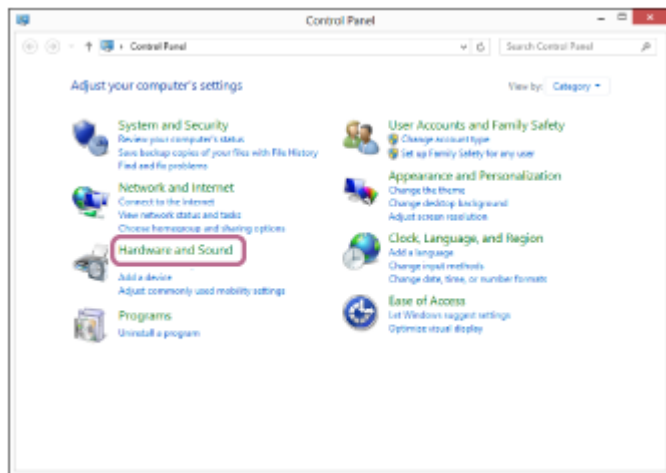 Control Panel
Control Panel
Search Control Panel
Adjust your computer's settings
View by: Category
System and Security
Review your computer's status
Save backup copies of your files with File History
Find and fix problems
Network and Internet
Connect to the Internet
View network status and tasks
Choose homegroup and sharing options
Hardware and Sound
Add a device
Adjust commonly used mobility settings
Programs
Uninstall a program
User Accounts and Family Safety
Change account type
Set up Family Safety for any user
Appearance and Personalization
Change the theme
Change desktop background
Adjust screen resolution
Clock, Language, and Region
Add a language
Change input methods
Change date, time, or number formats
Ease of Access
Let Windows suggest settings
Optimize visual display